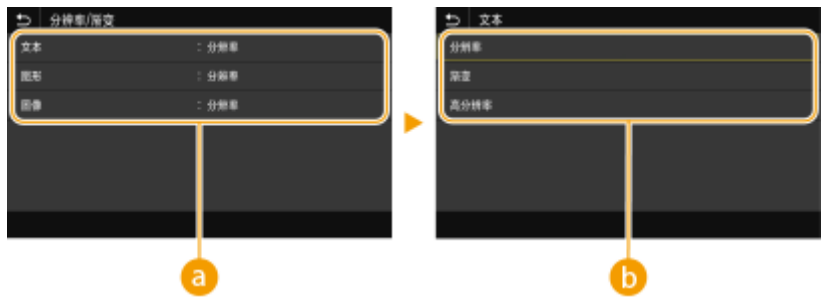 分辨率/渐变
文本 : 分辨率
图形 : 分辨率
图像 : 分辨率
a
文本
分辨率
渐变
高分辨率
b